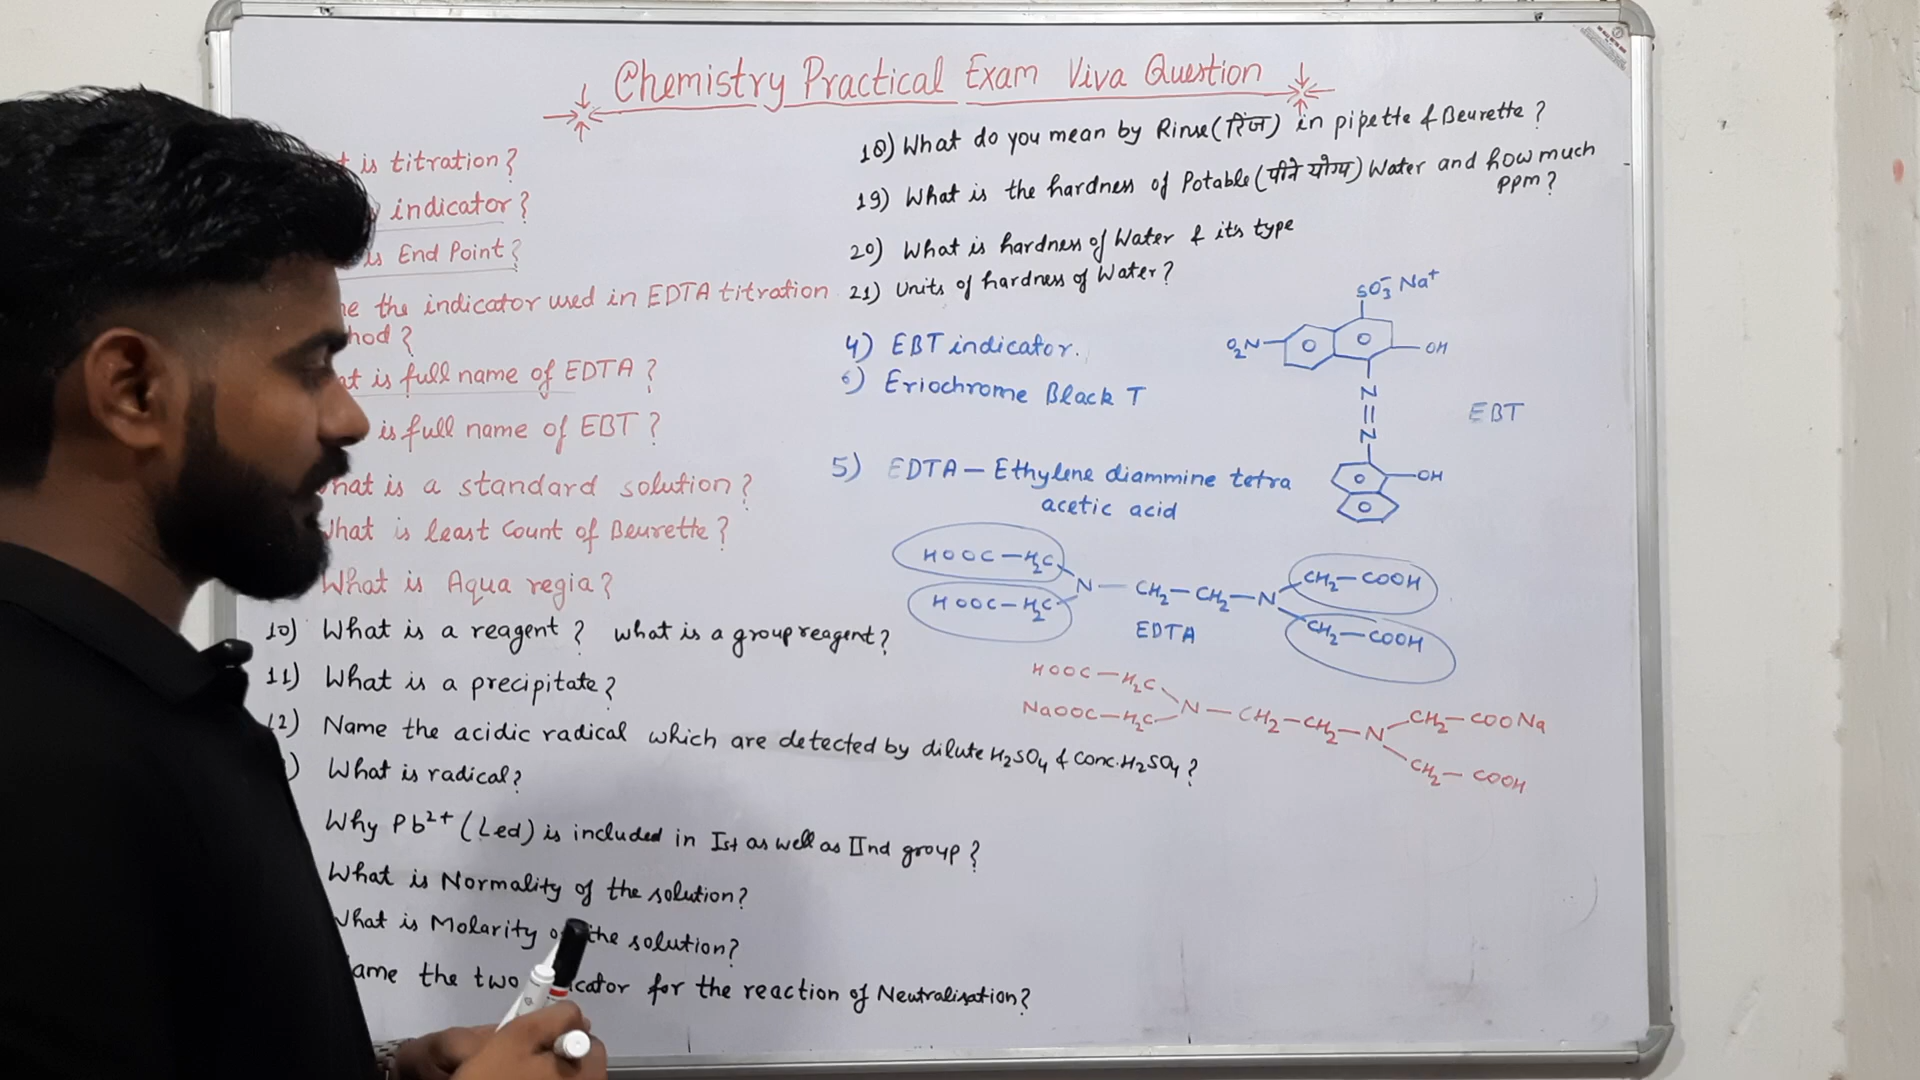 Chemistry Practical Exam Viva Question
is titration?
indicator?
is End Point?
the indicator used in EDTA titration
is full name of EDTA?
is full name of EBT?
is a standard solution?
What is least Count of Beurette?
What is Aqua regia?
10) What is a reagent? what is a group reagent?
11) What is a precipitate?
12) Name the acidic radical which are detected by dilute H₂SO₄ & Conc. H₂SO₄?
What is radical?
Why Pb²⁺ (Led) is included in Ist as well as IInd group?
What is Normality of the solution?
What is Molarity the solution?
the two for the reaction of Neutralisation?
18) What do you mean by Rinse (रिंज) in pipette & Beurette?
19) What is the hardness of Potable (पीने योग्य) Water and how much
ppm?
20) What is hardness of Water & its type
21) Units of hardness of Water?
4) EBT indicator.
6) Eriochrome Black T
SO₃⁻ Na⁺
O₂N
OH
N
N
OH
EBT
5) EDTA – Ethylene diammine tetra
acetic acid
HOOC – H₂C
HOOC – H₂C
N – CH₂ – CH₂ – N
CH₂ – COOH
CH₂ – COOH
EDTA
HOOC – H₂C
NaOOC – H₂C
N – CH₂ – CH₂ – N
CH₂ – COONa
CH₂ – COOH